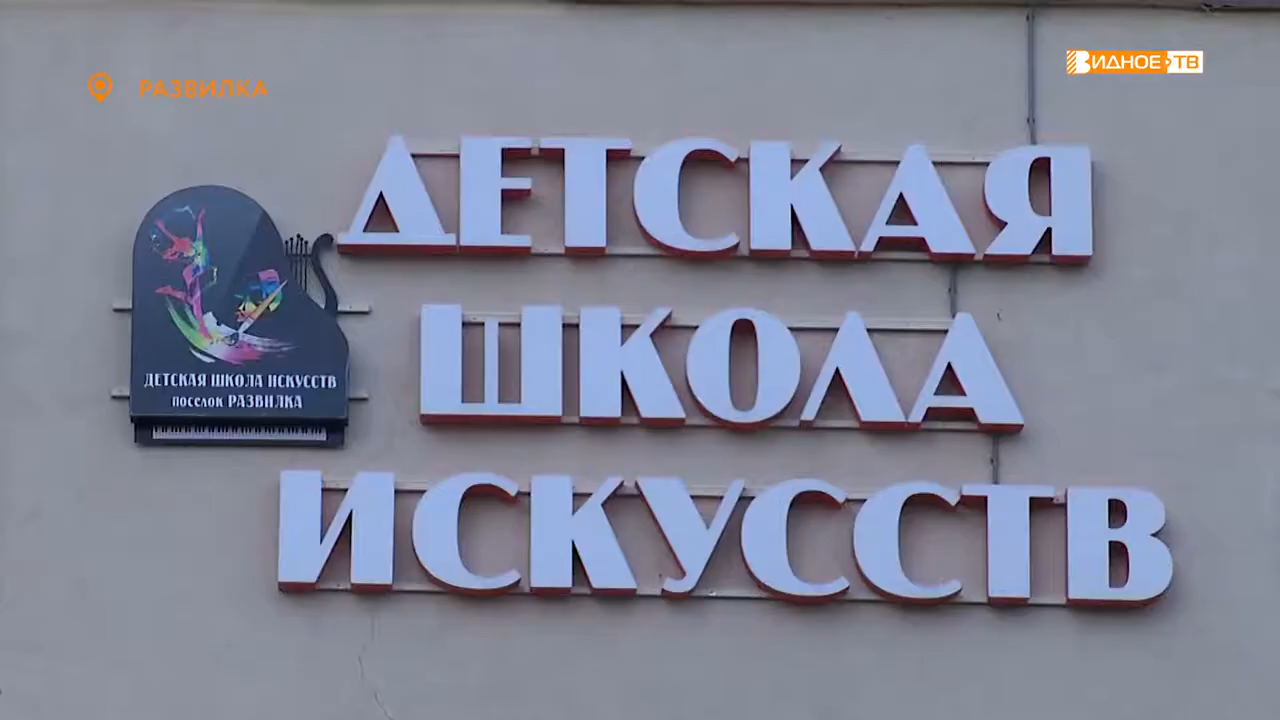 РАЗВИЛКА
ВИДНОЕ ТВ
ДЕТСКАЯ
ШКОЛА
ИСКУССТВ
ДЕТСКАЯ ШКОЛА ИСКУССТВ
поселок РАЗВИЛКА